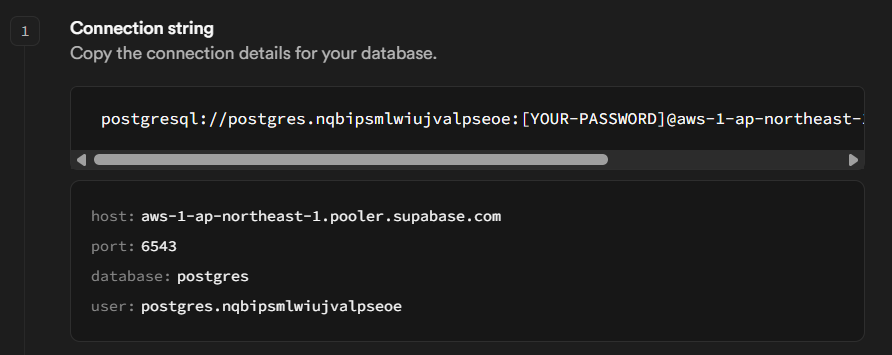 1
Connection string
Copy the connection details for your database.
postgresql://postgres.nqbipsmlwiujvalpseoe:[YOUR-PASSWORD]@aws-1-ap-northeast-
host: aws-1-ap-northeast-1.pooler.supabase.com
port: 6543
database: postgres
user: postgres.nqbipsmlwiujvalpseoe